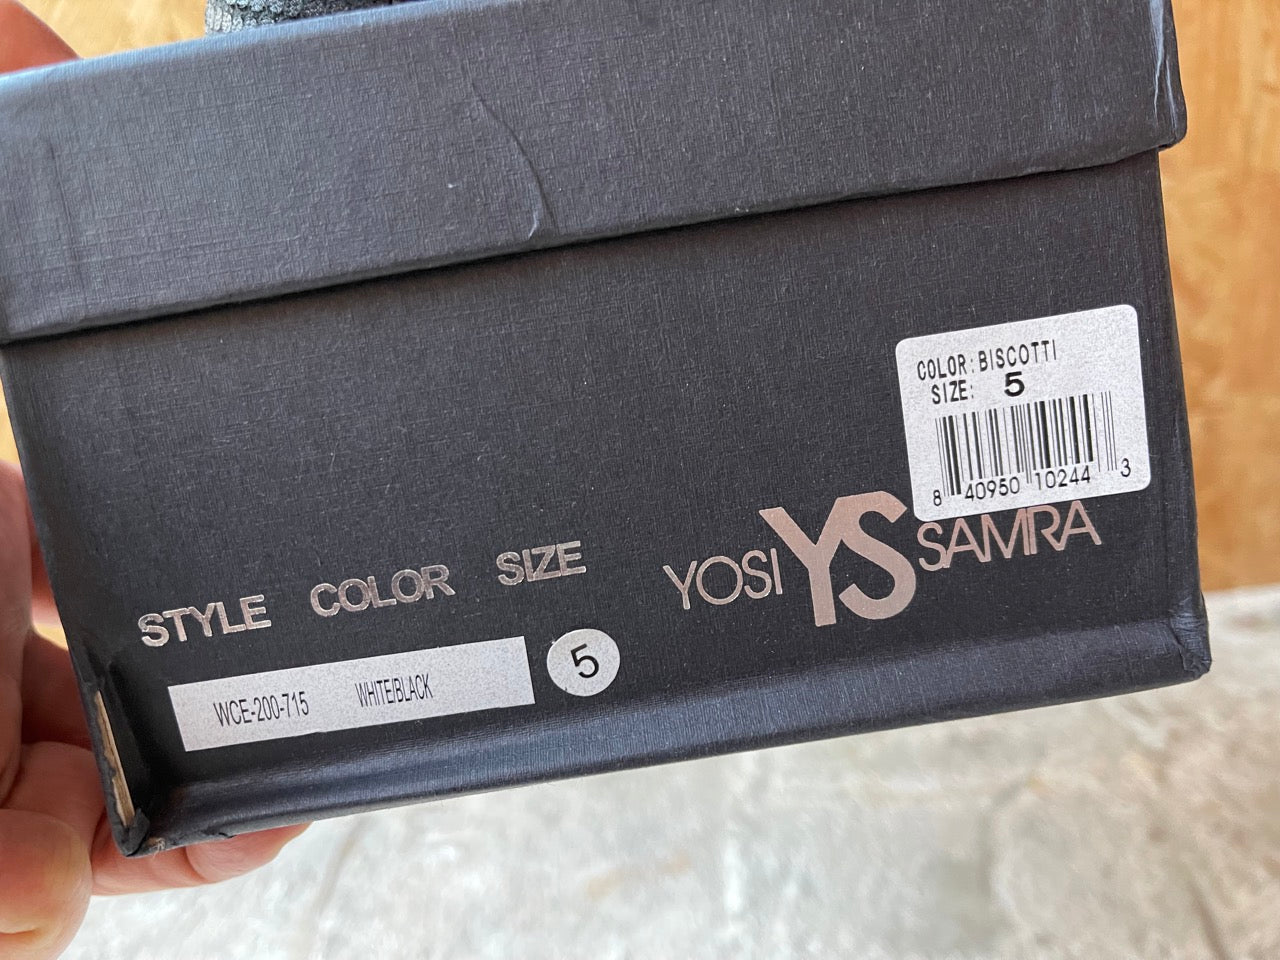 COLOR: BISCOTTI
SIZE: 5
8 40950 10244 3
YOSI YS SAMRA
STYLE COLOR SIZE
WCE-200-715 WHITE/BLACK 5